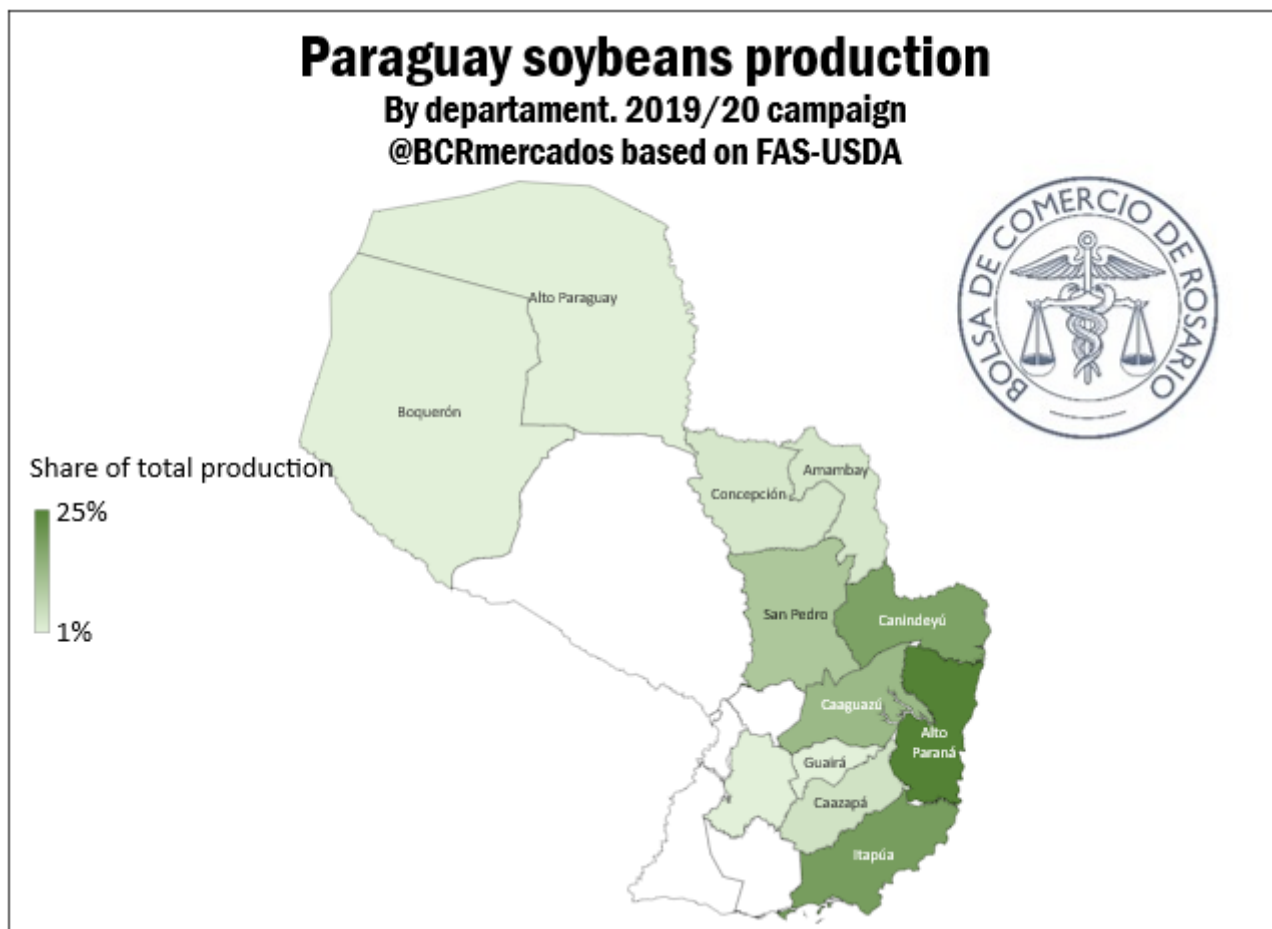 Paraguay soybeans production
By departament. 2019/20 campaign
@BCRmercados based on FAS-USDA
BOLSA DE COMERCIO DE ROSARIO
Alto Paraguay
Boquerón
Share of total production
25%
1%
Amambay
Concepción
San Pedro
Canindeyú
Caaguazú
Alto
Paraná
Guairá
Caazapá
Itapúa